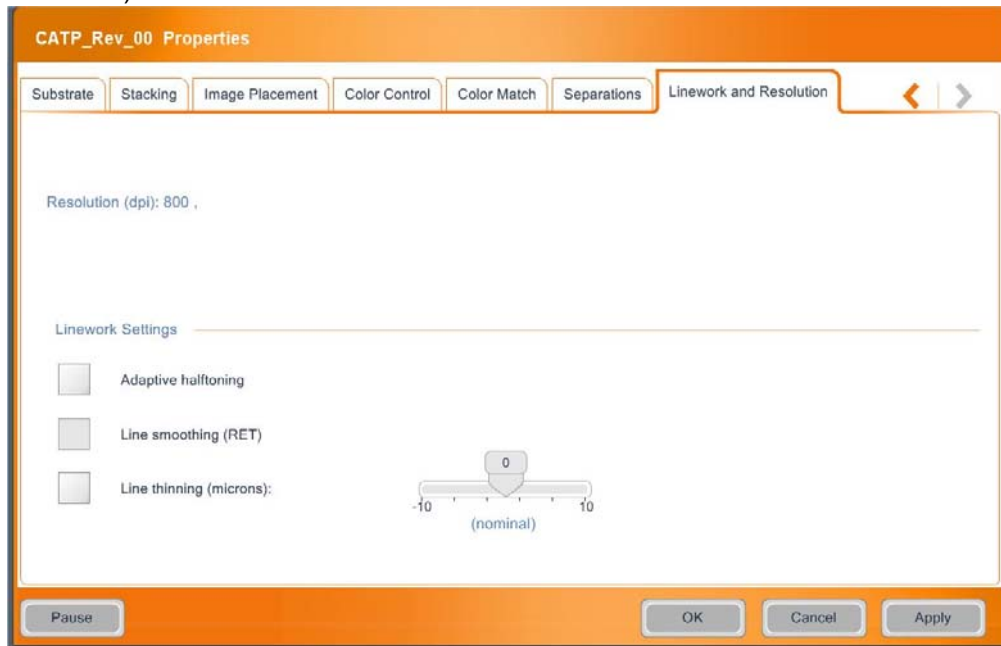 CATP_Rev_00 Properties
Substrate Stacking Image Placement Color Control Color Match Separations Linework and Resolution
Resolution (dpi): 800 ,
Linework Settings
Adaptive halftoning
Line smoothing (RET)
0
Line thinning (microns):
-10 10
(nominal)
Pause OK Cancel Apply